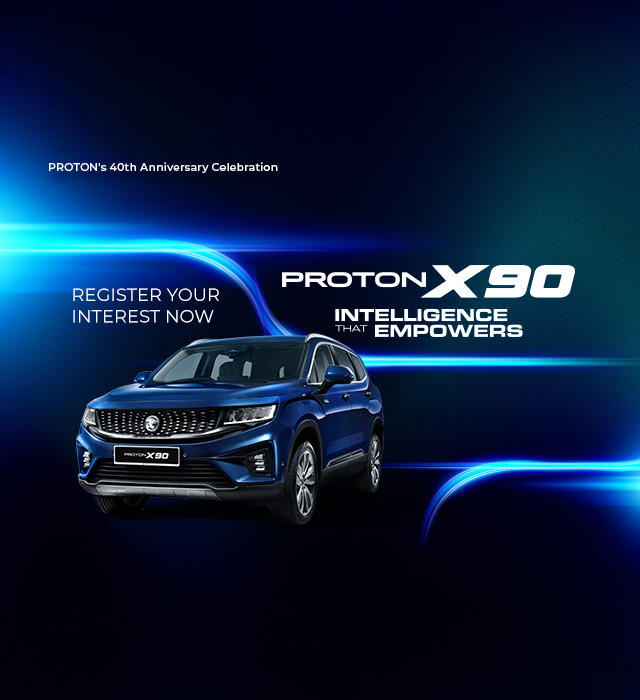 PROTON's 40th Anniversary Celebration
REGISTER YOUR
INTEREST NOW
PROTON X90
INTELLIGENCE
THAT EMPOWERS
PROTON X90